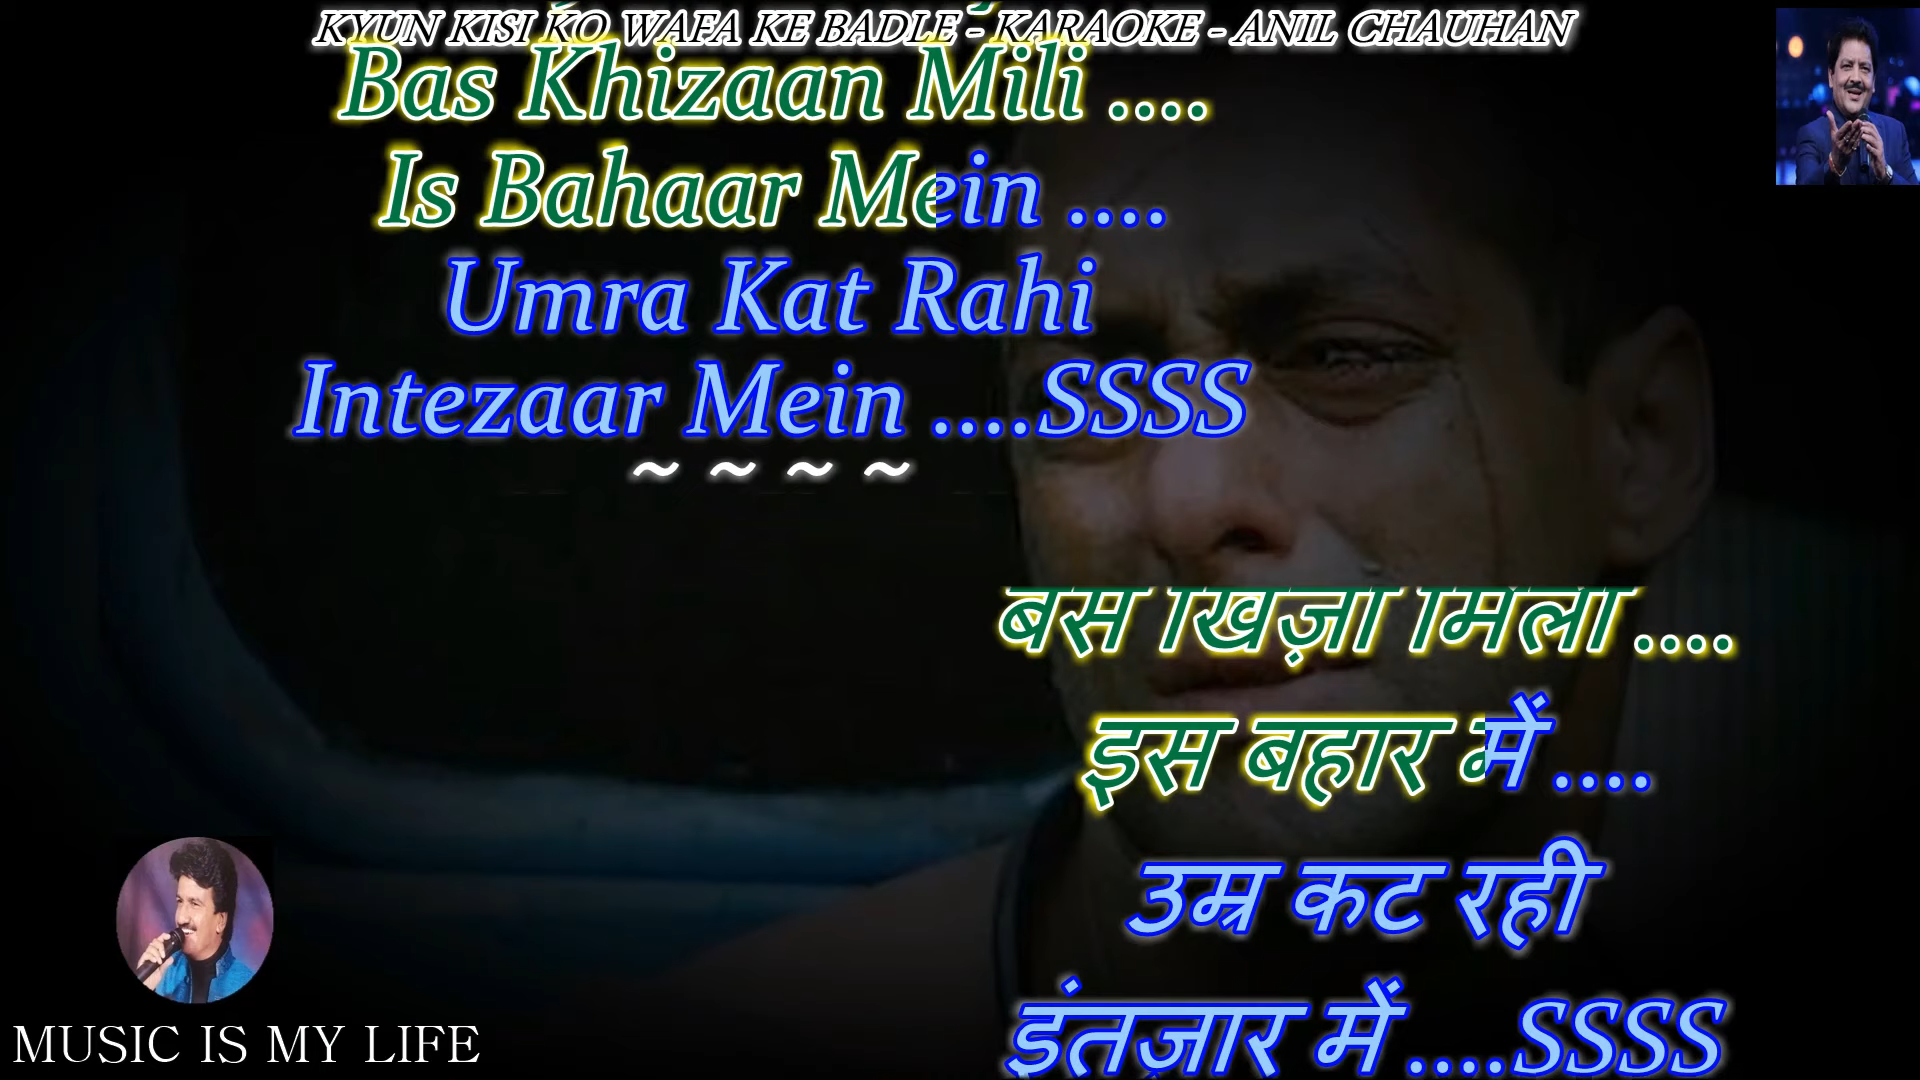 KYUN KISI KO WAFA KE BADLE - KARAOKE - ANIL CHAUHAN
Bas Khizaan Mili ....
Is Bahaar Mein ....
Umra Kat Rahi
Intezaar Mein ....SSSS
~ ~ ~ ~
बस खिज़ां मिली ....
इस बहार में ....
उम्र कट रही
इंतज़ार में ....SSSS
MUSIC IS MY LIFE